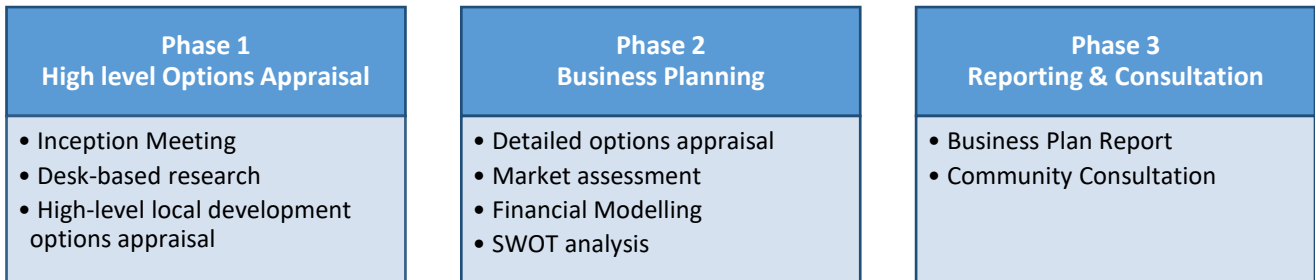 Phase 1
High level Options Appraisal
• Inception Meeting
• Desk-based research
• High-level local development
options appraisal
Phase 2
Business Planning
• Detailed options appraisal
• Market assessment
• Financial Modelling
• SWOT analysis
Phase 3
Reporting & Consultation
• Business Plan Report
• Community Consultation